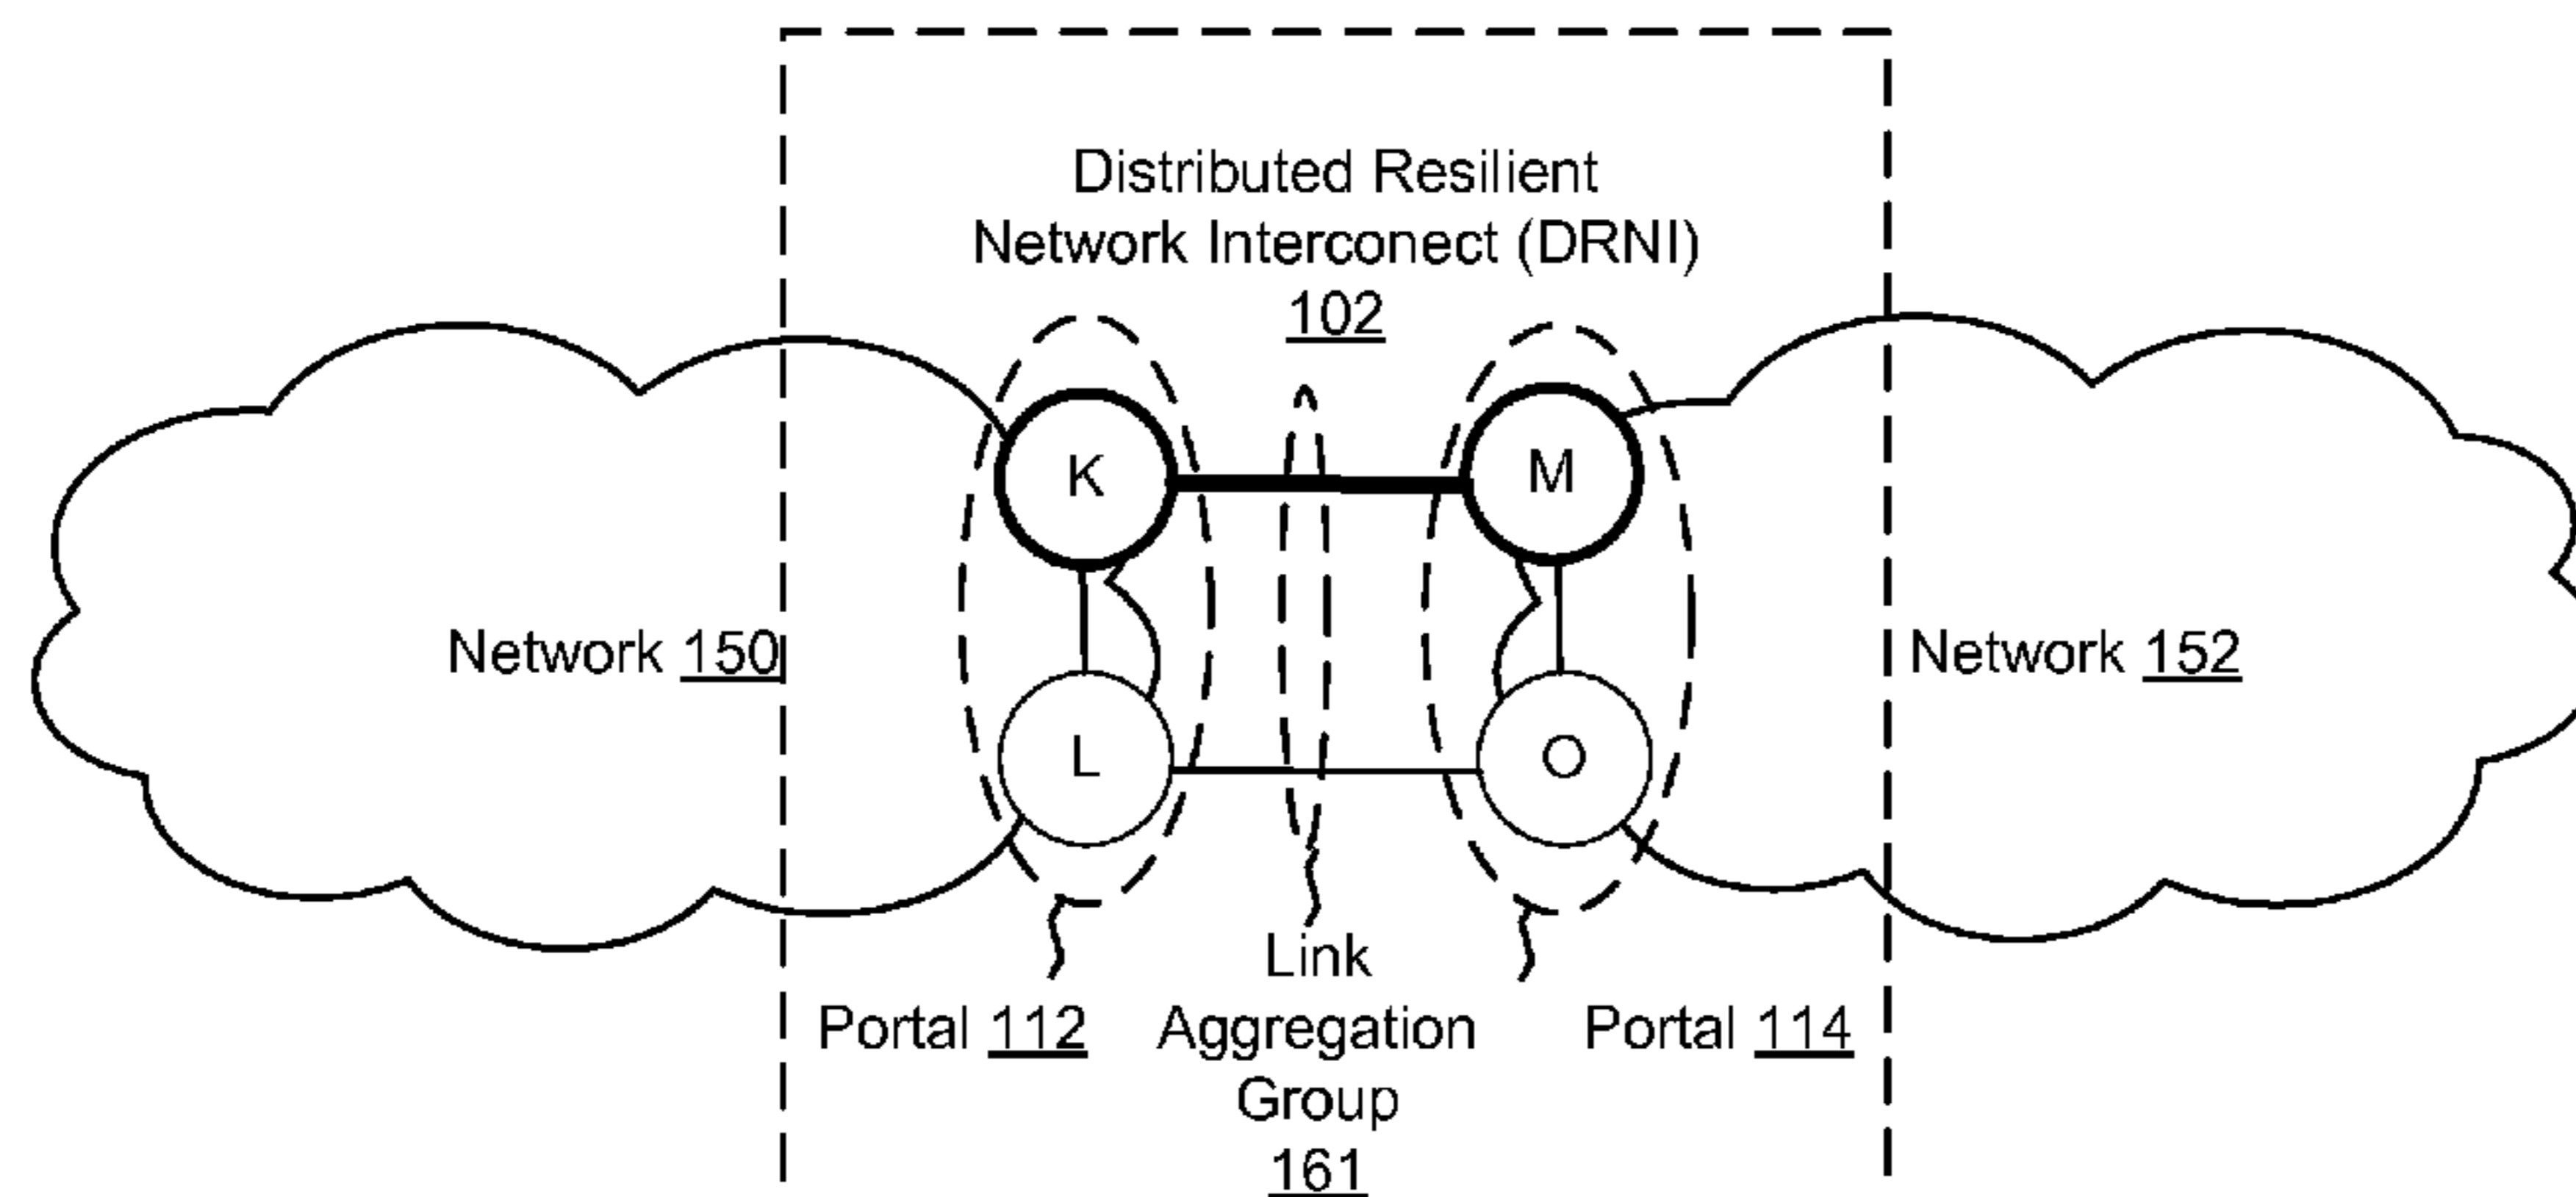 Distributed Resilient
Network Interconect (DRNI)
102
K
M
Network 150
Network 152
L
O
Portal 112
Link
Aggregation
Group
161
Portal 114